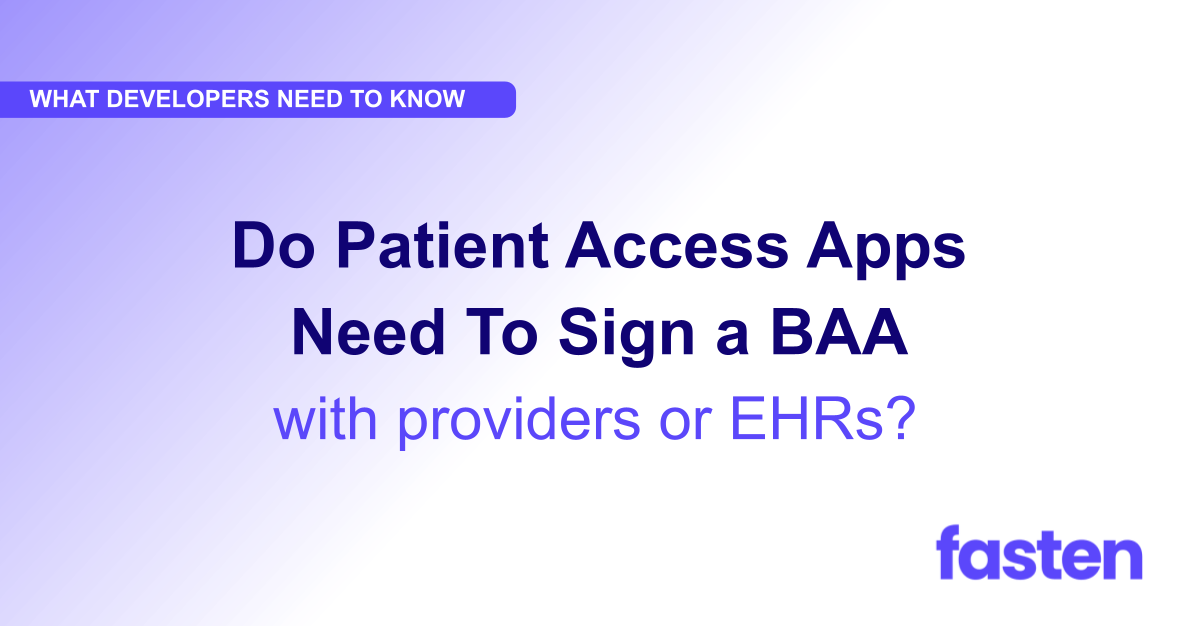 WHAT DEVELOPERS NEED TO KNOW
Do Patient Access Apps
Need To Sign a BAA
with providers or EHRs?
fasten